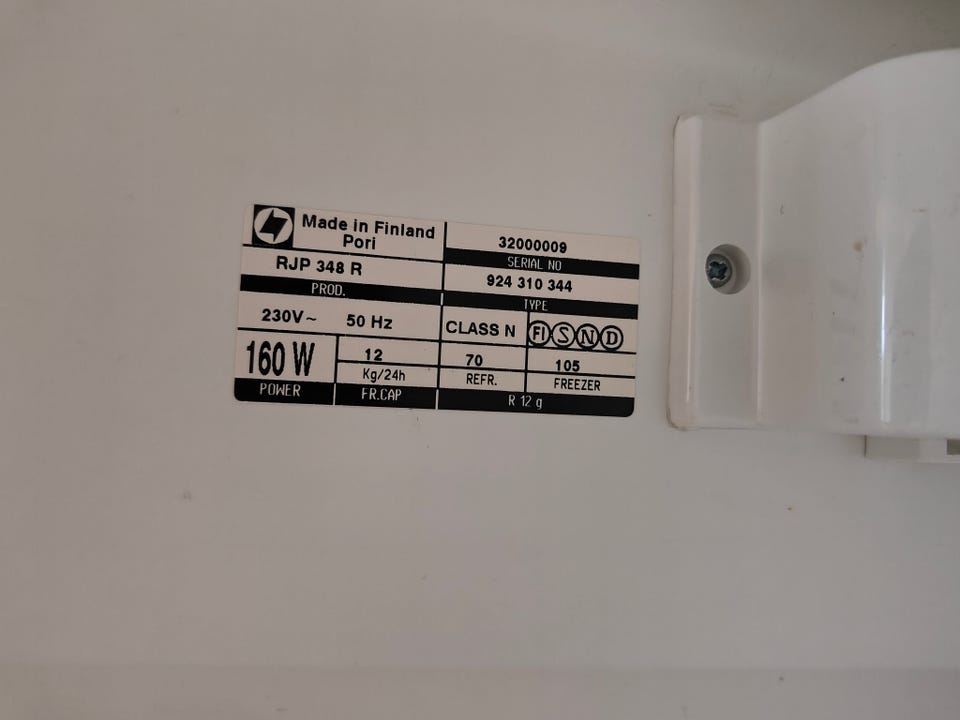 Made in Finland
Pori
32000009
SERIAL NO
RJP 348 R
PROD.
924 310 344
TYPE
230V~ 50 Hz
CLASS N
FI S N D
160 W
POWER
12
Kg/24h
FR.CAP
70
REFR.
105
FREEZER
R 12 g